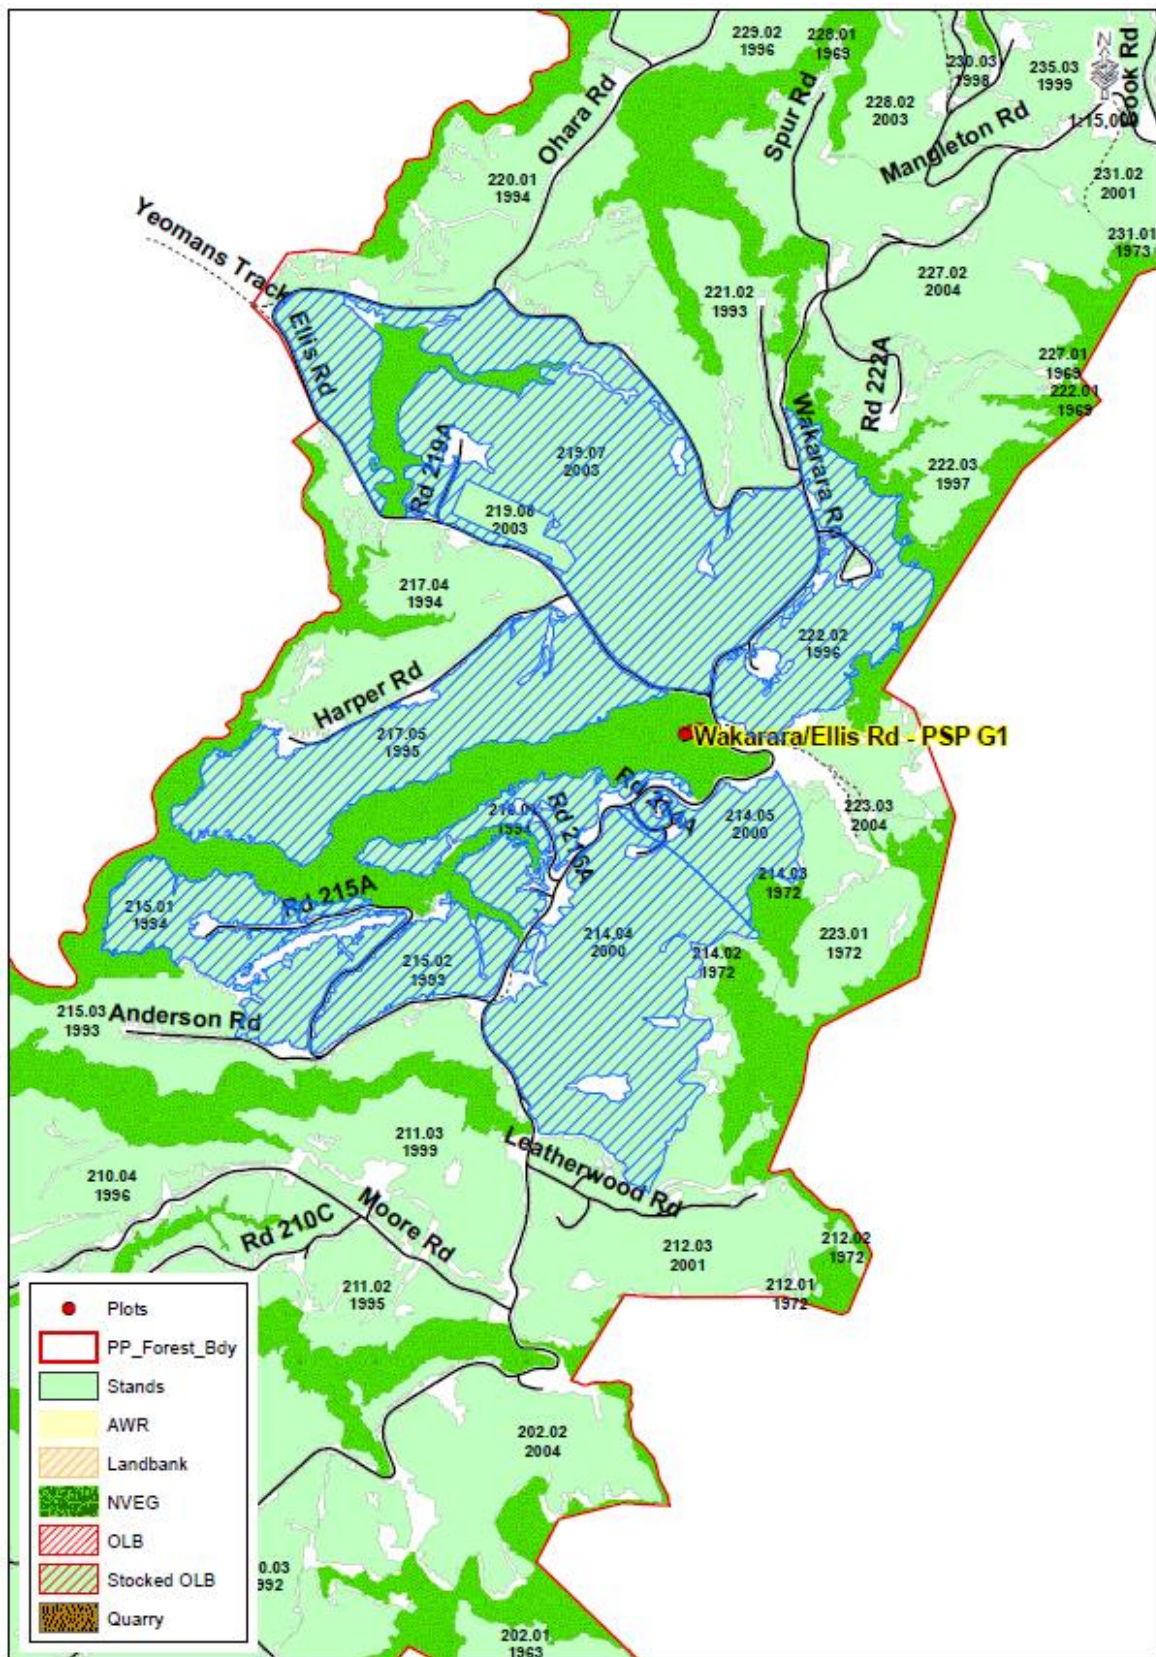 229.02
1996
228.01
1969
230.03
1998
235.03
1999
N
1:15,000
Cook Rd
Ohara Rd
Spur Rd
228.02
2003
Mangleton Rd
231.02
2001
220.01
1994
Yeomans Track
231.01
1973
227.02
2004
221.02
1993
Ellis Rd
Rd 222A
227.01
1969
222.01
1969
Wakarara Rd
Rd 219A
219.07
2003
222.03
1997
219.06
2003
217.04
1994
222.02
1996
Harper Rd
217.05
1995
Wakarara/Ellis Rd - PSP G1
Rd 216A
214.05
2000
223.03
2004
1994
Rd 215A
214.03
1972
215.01
1994
214.04
2000
214.02
1972
223.01
1972
215.02
1993
215.03
1993
Anderson Rd
211.03
1999
Leatherwood Rd
210.04
1996
Moore Rd
Rd 210C
212.03
2001
212.02
1972
212.01
1972
211.02
1995
Plots
PP_Forest_Bdy
Stands
AWR
Landbank
NVEG
OLB
Stocked OLB
Quarry
202.02
2004
0.03
992
202.01
1963